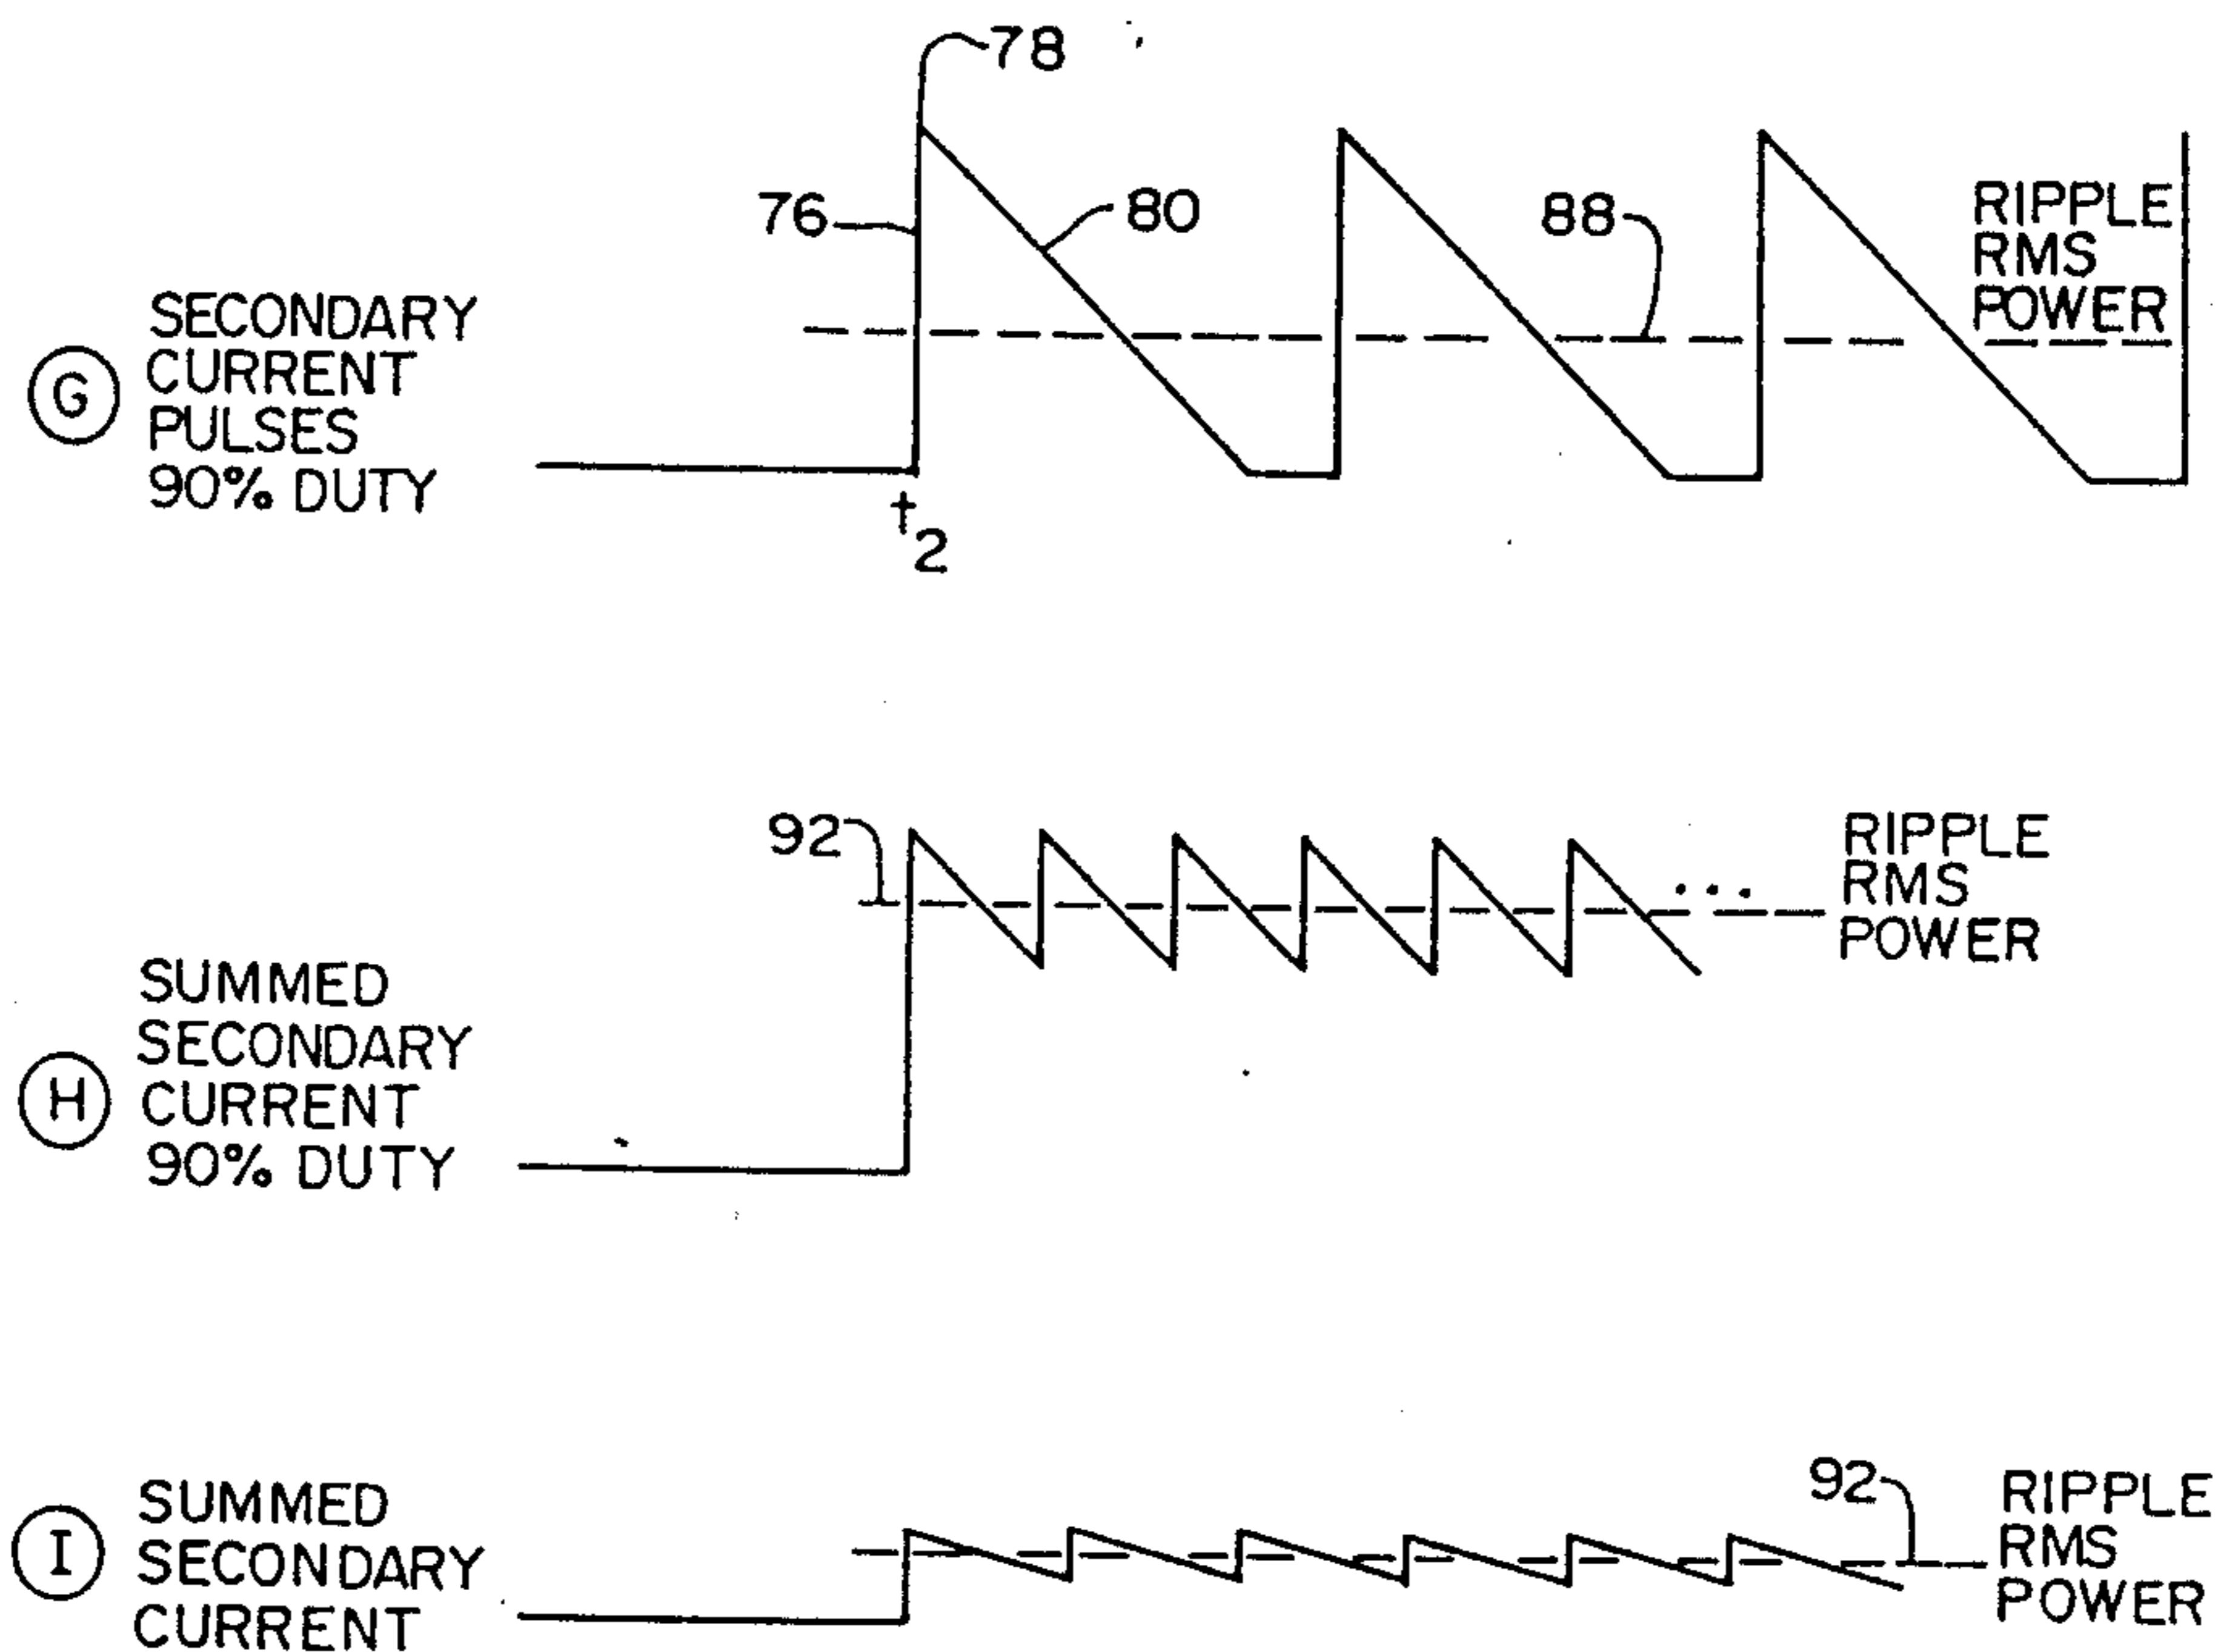 78
76
80
88
RIPPLE
RMS
POWER
G
SECONDARY
CURRENT
PULSES
90% DUTY
t2
92
RIPPLE
RMS
POWER
H
SUMMED
SECONDARY
CURRENT
90% DUTY
92
RIPPLE
RMS
POWER
I
SUMMED
SECONDARY
CURRENT